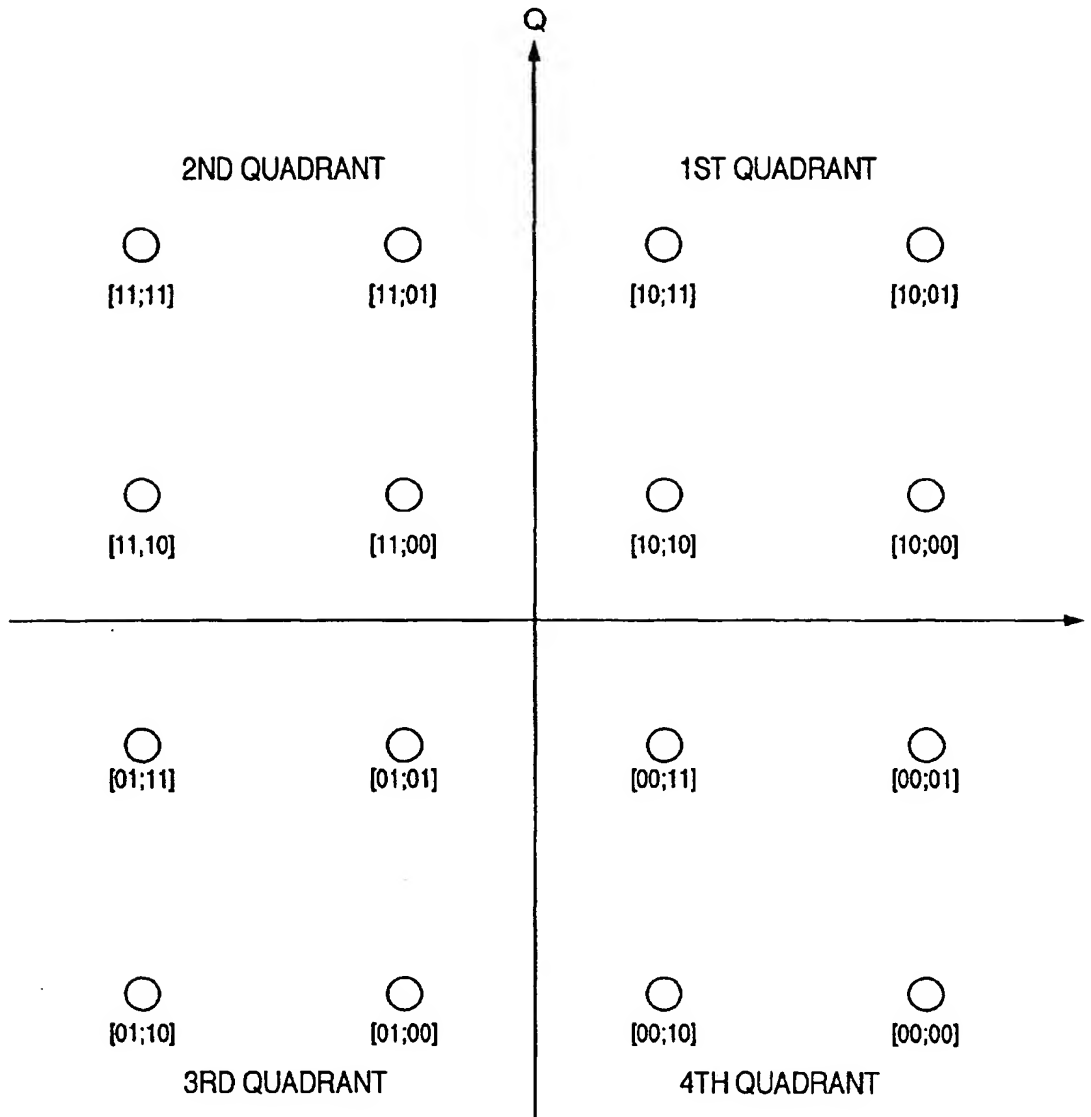 Q
2ND QUADRANT 1ST QUADRANT
[11;11] [11;01] [10;11] [10;01]
[11,10] [11;00] [10;10] [10;00]
[01;11] [01;01] [00;11] [00;01]
[01;10] [01;00] [00;10] [00;00]
3RD QUADRANT 4TH QUADRANT